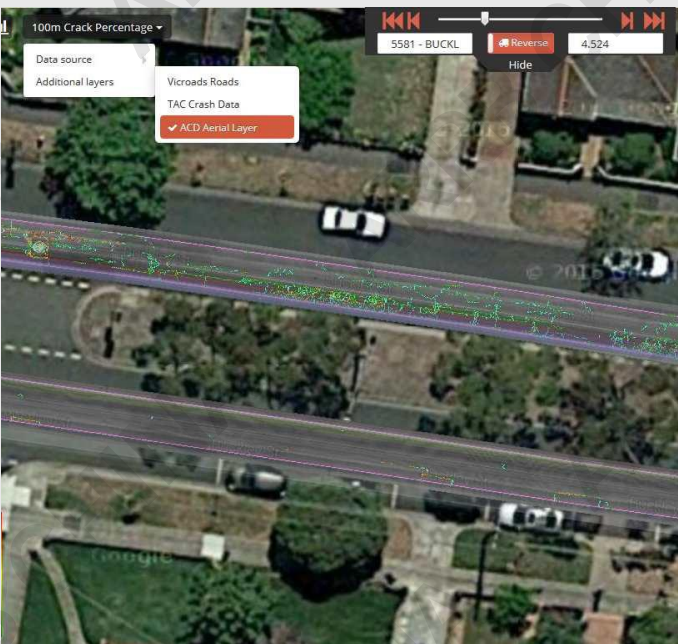 100m Crack Percentage
Data source
Additional layers
Vicroads Roads
TAC Crash Data
ACD Aerial Layer
5581 - BUCKL
Reverse
4.524
Hide
© 2016
Google